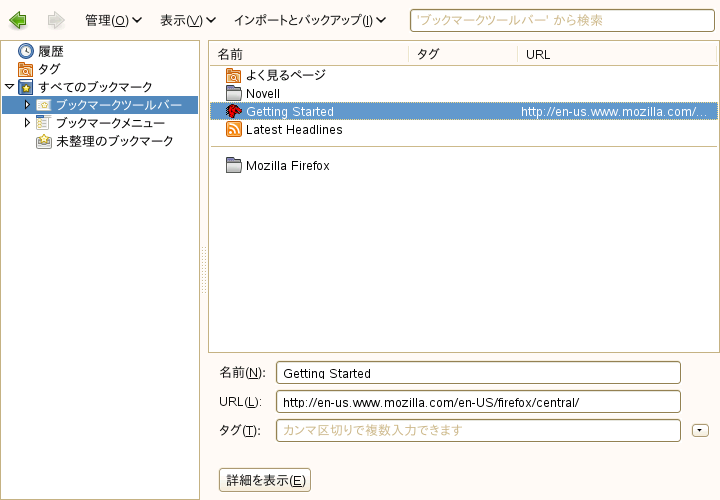 管理(O) 表示(V) インポートとバックアップ(I) 'ブックマークツールバー' から検索
履歴
タグ
すべてのブックマーク
ブックマークツールバー
ブックマークメニュー
未整理のブックマーク
名前 タグ URL
よく見るページ
Novell
Getting Started http://en-us.www.mozilla.com/...
Latest Headlines
Mozilla Firefox
名前(N): Getting Started
URL(L): http://en-us.www.mozilla.com/en-US/firefox/central/
タグ(T): カンマ区切りで複数入力できます
詳細を表示(E)